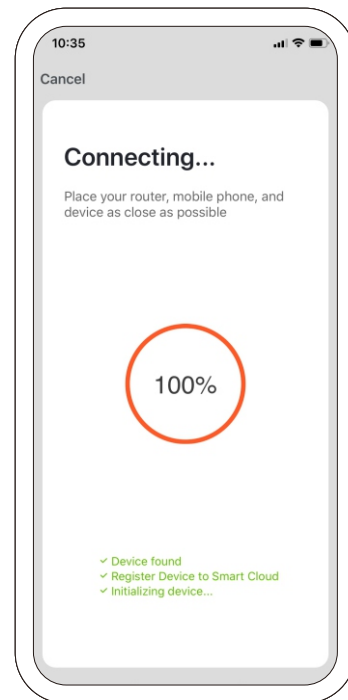 10:35
Cancel
Connecting...
Place your router, mobile phone, and
device as close as possible
100%
✓ Device found
✓ Register Device to Smart Cloud
✓ Initializing device...